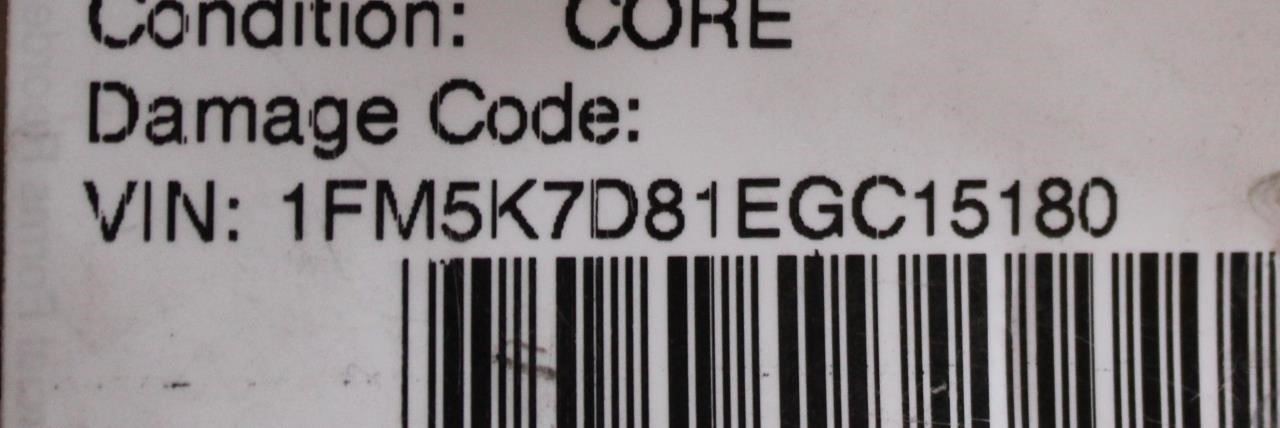 Condition: CORE
Damage Code:
VIN: 1FM5K7D81EGC15180